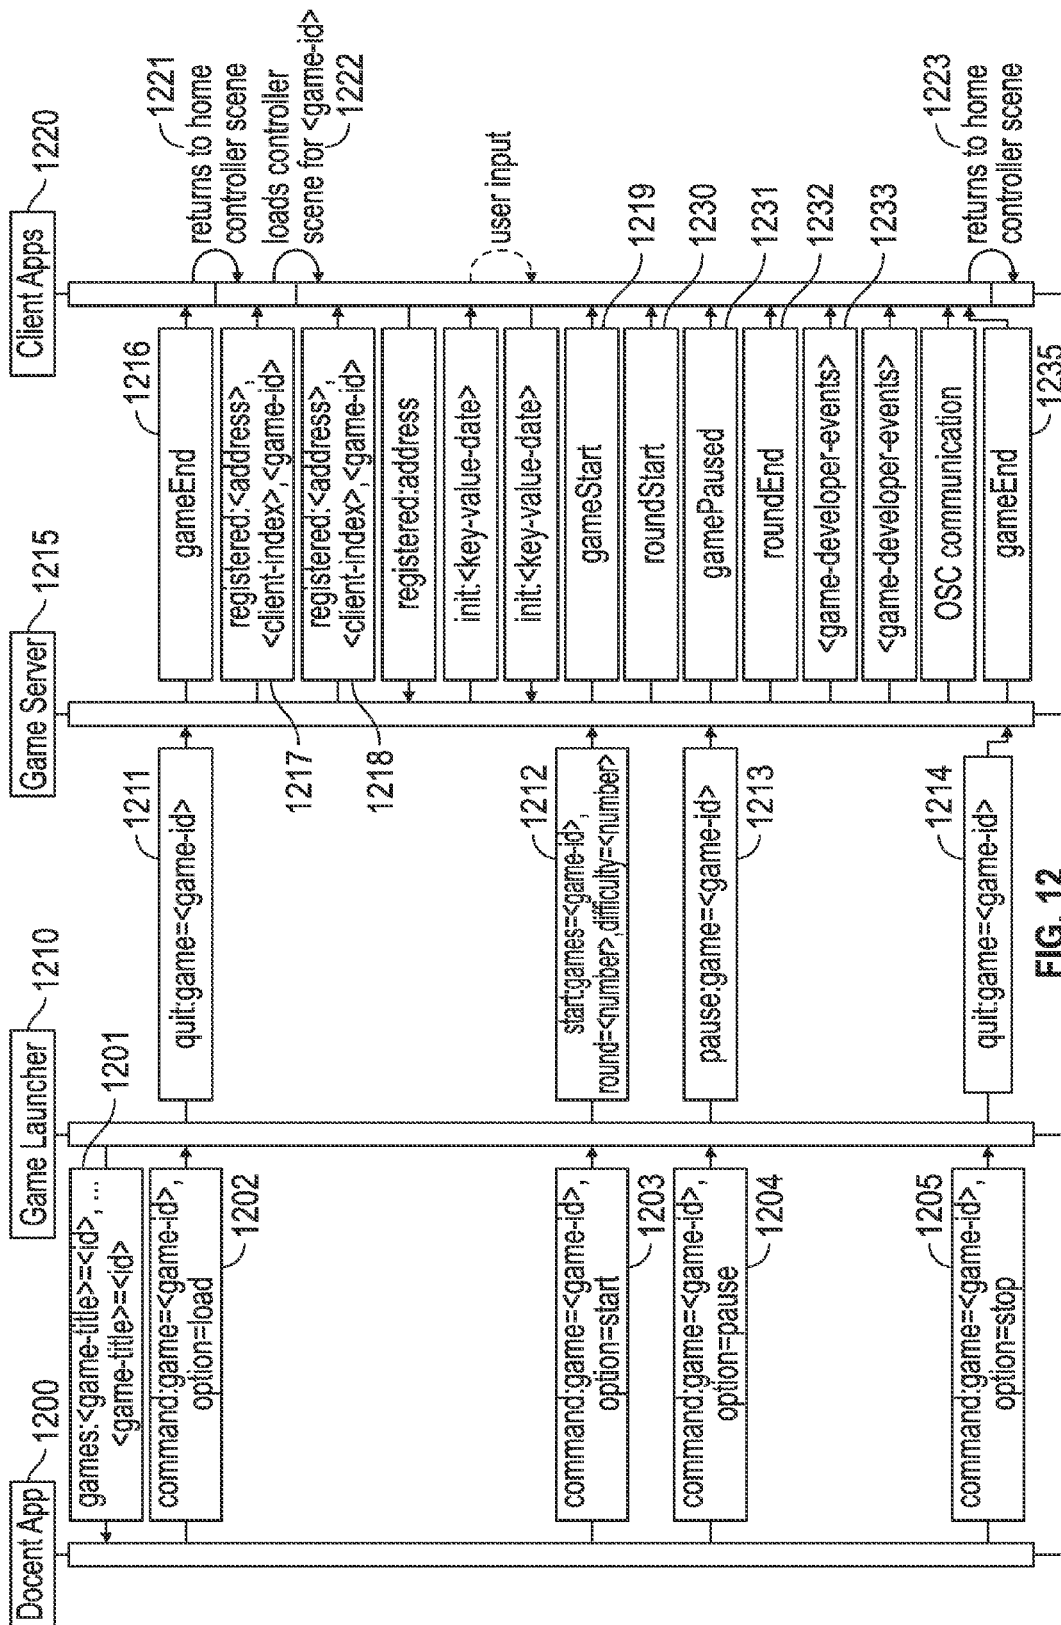 Docent App
1200
Game Launcher
1210
Game Server
1215
Client Apps
1220
games:<game-title>=<id>, ...
<game-title>=<id>
1201
command:game=<game-id>,
option=load
1202
command:game=<game-id>,
option=start
1203
command:game=<game-id>,
option=pause
1204
command:game=<game-id>,
option=stop
1205
quit:game=<game-id>
1211
start:games=<game-id>,
round=<number>,difficulty=<number>
1212
pause:game=<game-id>
1213
quit:game=<game-id>
1214
gameEnd
1216
registered:<address>,
<client-index>,<game-id>
1217
registered:<address>,
<client-index>,<game-id>
1218
registered:address
init:<key-value-date>
init:<key-value-date>
gameStart
1219
roundStart
1230
gamePaused
1231
roundEnd
1232
<game-developer-events>
1233
<game-developer-events>
OSC communication
gameEnd
1235
1221
returns to home
controller scene
loads controller
scene for <game-id>
1222
user input
1223
returns to home
controller scene
FIG. 12